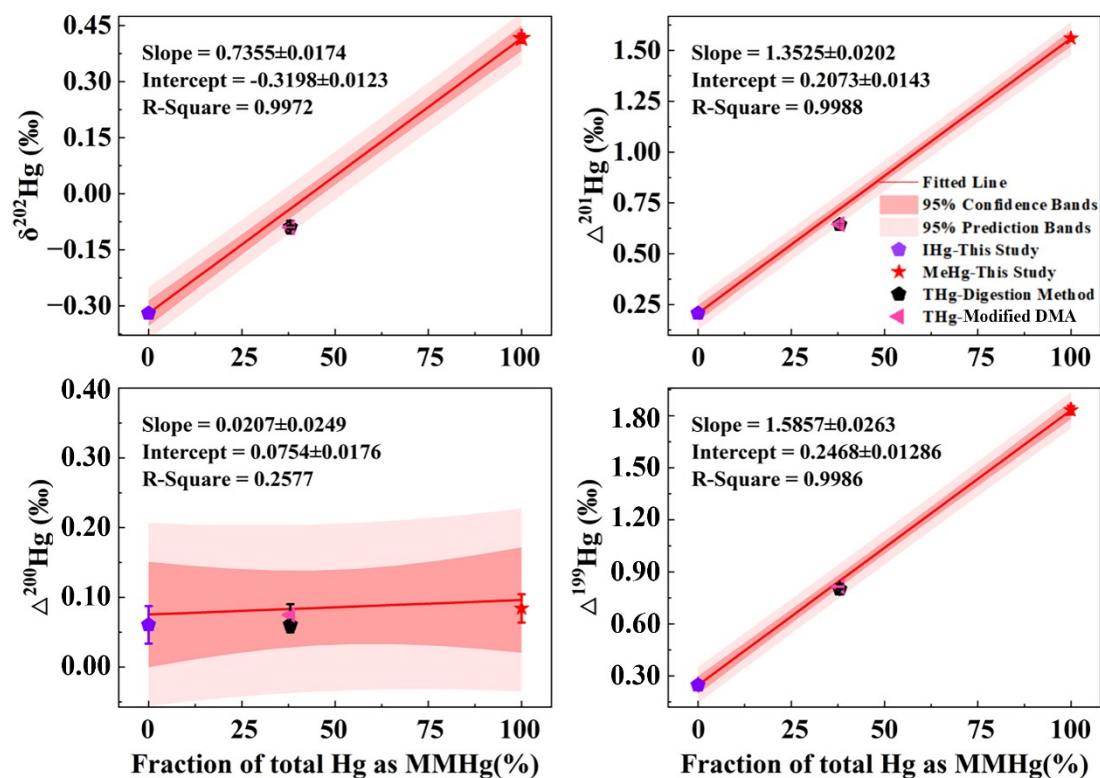 δ²⁰²Hg (‰)
0.45
0.30
0.15
0.00
−0.15
−0.30
Slope = 0.7355±0.0174
Intercept = -0.3198±0.0123
R-Square = 0.9972
0 25 50 75 100
△²⁰¹Hg (‰)
1.50
1.25
1.00
0.75
0.50
0.25
Slope = 1.3525±0.0202
Intercept = 0.2073±0.0143
R-Square = 0.9988
Fitted Line
95% Confidence Bands
95% Prediction Bands
IHg-This Study
MeHg-This Study
THg-Digestion Method
THg-Modified DMA
0 25 50 75 100
△²⁰⁰Hg (‰)
0.40
0.30
0.20
0.10
0.00
Slope = 0.0207±0.0249
Intercept = 0.0754±0.0176
R-Square = 0.2577
0 25 50 75 100
Fraction of total Hg as MMHg(%)
△¹⁹⁹Hg (‰)
1.80
1.50
1.20
0.90
0.60
0.30
Slope = 1.5857±0.0263
Intercept = 0.2468±0.01286
R-Square = 0.9986
0 25 50 75 100
Fraction of total Hg as MMHg(%)